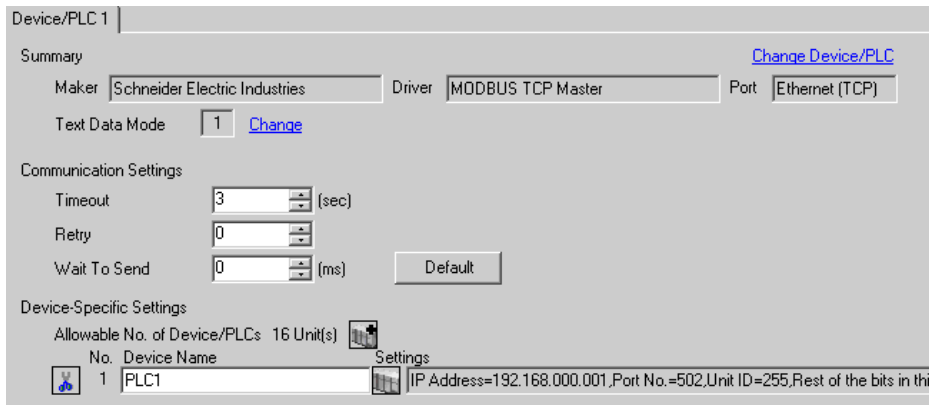 Device/PLC 1
Summary
Change Device/PLC
Maker Schneider Electric Industries Driver MODBUS TCP Master Port Ethernet (TCP)
Text Data Mode 1 Change
Communication Settings
Timeout 3 (sec)
Retry 0
Wait To Send 0 (ms) Default
Device-Specific Settings
Allowable No. of Device/PLCs 16 Unit(s)
No. Device Name Settings
1 PLC1 IP Address=192.168.000.001,Port No.=502,Unit ID=255,Rest of the bits in thi